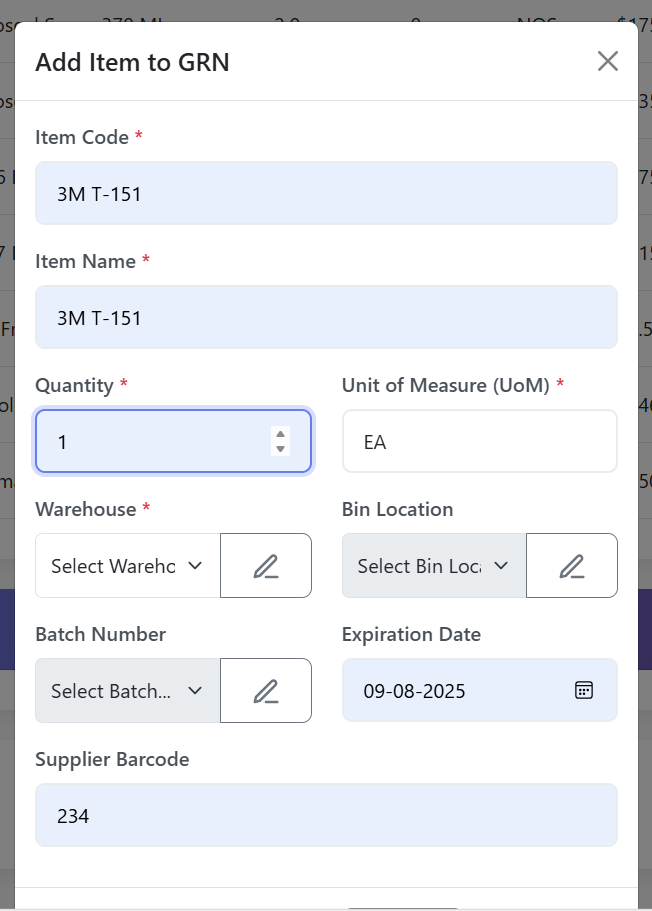 Add Item to GRN
Item Code *
3M T-151
Item Name *
3M T-151
Quantity * Unit of Measure (UoM) *
1 EA
Warehouse * Bin Location
Select Wareho Select Bin Loca
Batch Number Expiration Date
Select Batch... 09-08-2025
Supplier Barcode
234